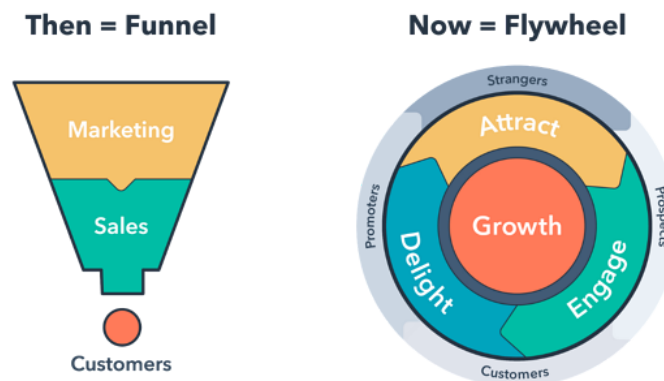 Then = Funnel
Marketing
Sales
Customers
Now = Flywheel
Strangers
Attract
Prospects
Engage
Customers
Delight
Promoters
Growth